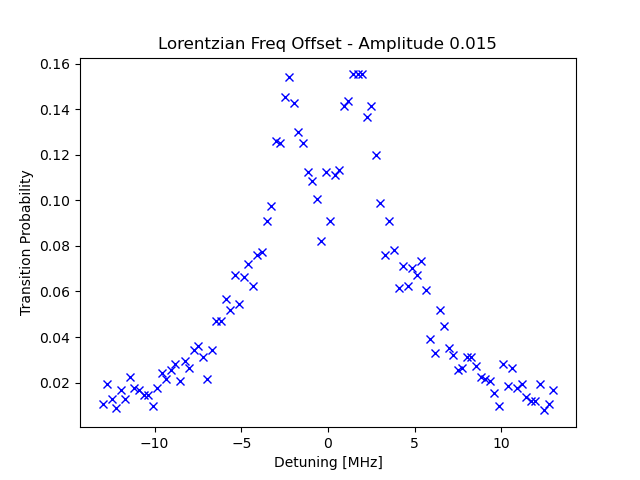 Lorentzian Freq Offset - Amplitude 0.015
0.16
0.14
0.12
0.10
0.08
0.06
0.04
0.02
Transition Probability
−10 −5 0 5 10
Detuning [MHz]